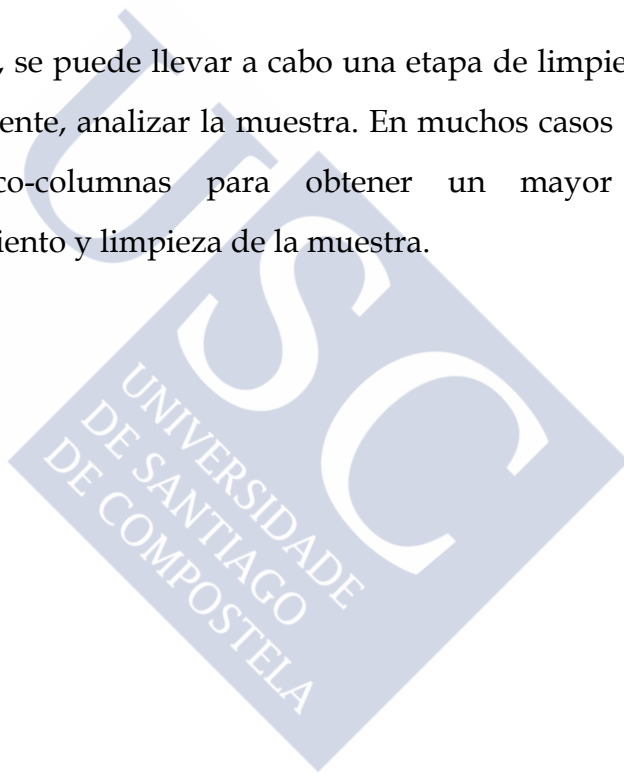 , se puede llevar a cabo una etapa de limpie
ente, analizar la muestra. En muchos casos
co-columnas para obtener un mayor
iento y limpieza de la muestra.
USC
UNIVERSIDADE
DE SANTIAGO
DE COMPOSTELA